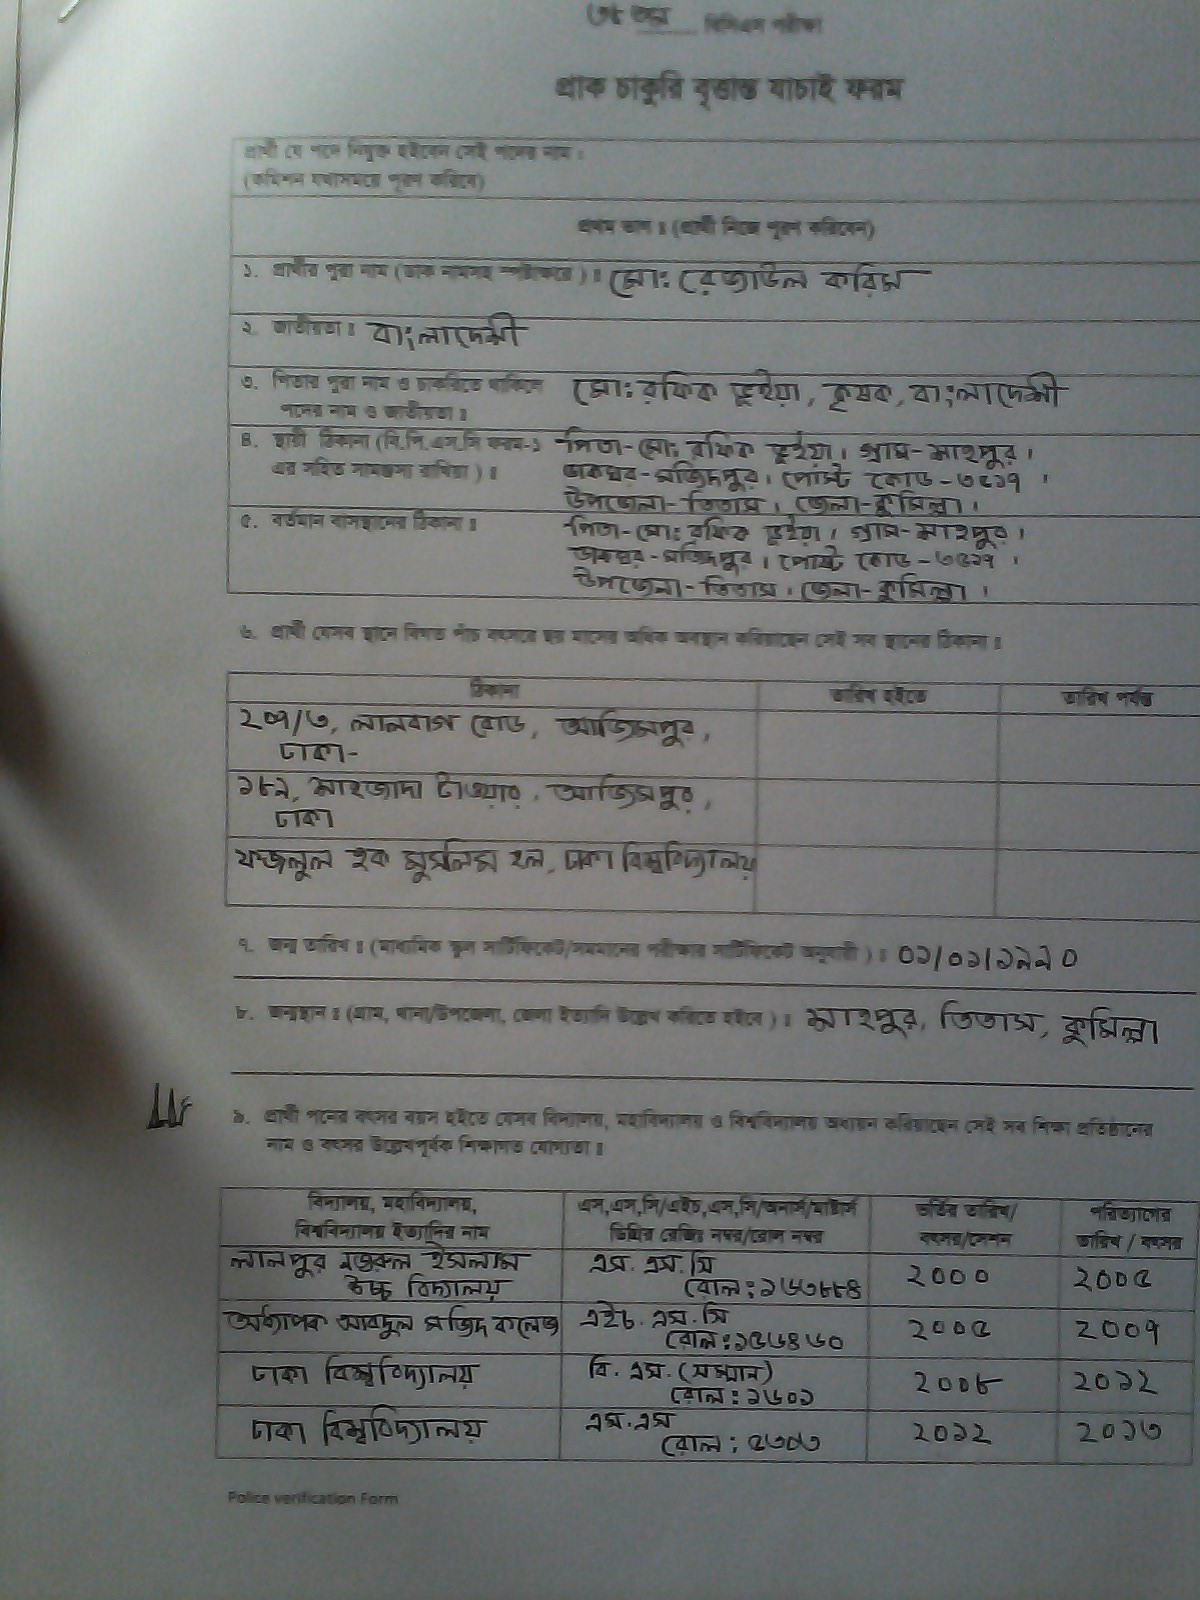 ৩৫ তম বিসিএস পরীক্ষা
প্রাক চাকুরি বৃত্তান্ত যাচাই ফরম
প্রার্থী যে পদে নিযুক্ত হইবেন সেই পদের নাম ঃ
(কমিশন যথাসময়ে পূরণ করিবে)
প্রথম ভাগ ঃ (প্রার্থী নিজে পূরণ করিবেন)
১. প্রার্থীর পুরা নাম (ডাক নামসহ স্পষ্টাক্ষরে) ঃ মো: রেজাউল করিম
২. জাতীয়তা ঃ বাংলাদেশী
৩. পিতার পুরা নাম ও চাকরিতে থাকিলে মো: রফিক ভূইয়া, কৃষক, বাংলাদেশী
পদের নাম ও জাতীয়তা ঃ
৪. স্থায়ী ঠিকানা (বি.পি.এস.সি ফরম-১ পিতা-মো: রফিক ভূইয়া। গ্রাম-শাহপুর।
এর সহিত সামঞ্জস্য রাখিয়া) ঃ ডাকঘর-মজিদপুর। পোস্ট কোড-৩৫১৭।
উপজেলা-তিতাস। জেলা-কুমিল্লা।
৫. বর্তমান বাসস্থানের ঠিকানা ঃ পিতা-মো: রফিক ভূইয়া। গ্রাম-শাহপুর।
ডাকঘর-মজিদপুর। পোস্ট কোড-৩৫১৭।
উপজেলা-তিতাস। জেলা-কুমিল্লা।
৬. প্রার্থী যেসব স্থানে বিগত পাঁচ বৎসরে ছয় মাসের অধিক অবস্থান করিয়াছেন সেই সব স্থানের ঠিকানা ঃ
ঠিকানা তারিখ হইতে তারিখ পর্যন্ত
২০৭/৩, লালবাগ রোড, আজিমপুর,
ঢাকা-
১৮৯, শাহজাদা টাওয়ার, আজিমপুর,
ঢাকা
ফজলুল হক মুসলিম হল, ঢাকা বিশ্ববিদ্যালয়
৭. জন্ম তারিখ ঃ (মাধ্যমিক স্কুল সার্টিফিকেট/সমমানের পরীক্ষার সার্টিফিকেট অনুযায়ী) ঃ ০১/০১/১৯৯০
৮. জন্মস্থান ঃ (গ্রাম, থানা/উপজেলা, জেলা ইত্যাদি উল্লেখ করিতে হইবে) ঃ শাহপুর, তিতাস, কুমিল্লা
৯. প্রার্থী পনের বৎসর বয়স হইতে যেসব বিদ্যালয়, মহাবিদ্যালয় ও বিশ্ববিদ্যালয় অধ্যয়ন করিয়াছেন সেই সব শিক্ষা প্রতিষ্ঠানের
নাম ও বৎসর উল্লেখপূর্বক শিক্ষাগত যোগ্যতা ঃ
বিদ্যালয়, মহাবিদ্যালয়, এস,এস,সি/এইচ,এস,সি/অনার্স/মাস্টার্স ভর্তির তারিখ/ পরিত্যাগের
বিশ্ববিদ্যালয় ইত্যাদির নাম ডিগ্রির রেজিঃ নম্বর/রোল নম্বর বৎসর/সেশন তারিখ / বৎসর
লালপুর নজরুল ইসলাম এস. এস. সি ২০০০ ২০০৫
উচ্চ বিদ্যালয় রোল: ১৬৩৮৮৪
অধ্যাপক আবদুল মজিদ কলেজ এইচ. এস. সি ২০০৫ ২০০৭
রোল: ১৫৬৪৬০
ঢাকা বিশ্ববিদ্যালয় বি. এস. (সম্মান) ২০০৮ ২০১২
রোল: ১৬০১
ঢাকা বিশ্ববিদ্যালয় এম. এস ২০১২ ২০১৩
রোল: ৫৩০৩
Police verification Form